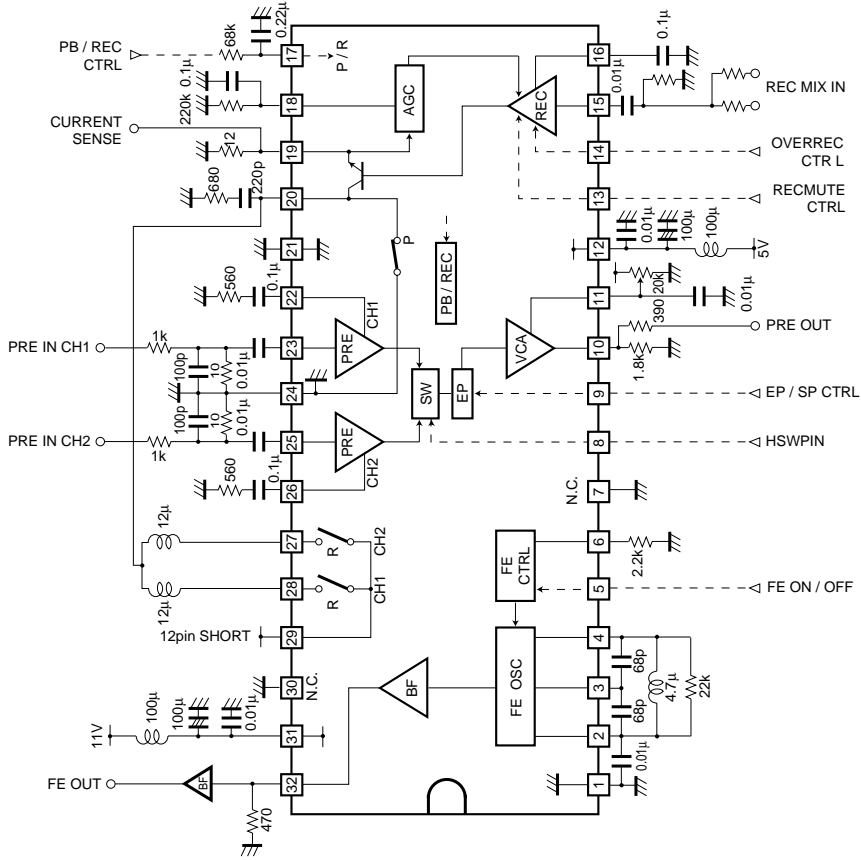 PB / REC
CTRL
68k
0.22µ
17
P / R
16
0.1µ
0.1µ
220k
18
AGC
REC
0.01µ
15
REC MIX IN
CURRENT
SENSE
12
19
14
OVERREC
CTR L
680
220p
20
13
RECMUTE
CTRL
21
P
PB / REC
12
0.01µ
100µ
100µ
5V
560
0.1µ
22
CH1
11
390
20k
0.01µ
PRE IN CH1
1k
23
PRE
VCA
10
1.8k
PRE OUT
100p
10
0.01µ
24
SW
EP
9
EP / SP CTRL
100p
10
0.01µ
PRE IN CH2
1k
25
PRE
8
HSWPIN
560
0.1µ
26
CH2
N.C.
7
12µ
27
R
CH2
FE
CTRL
6
2.2k
12µ
28
R
CH1
5
FE ON / OFF
12pin SHORT
29
FE OSC
4
68p
4.7µ
22k
30
N.C.
BF
3
68p
11V
100µ
100µ
0.01µ
31
2
0.01µ
FE OUT
BF
32
1
470